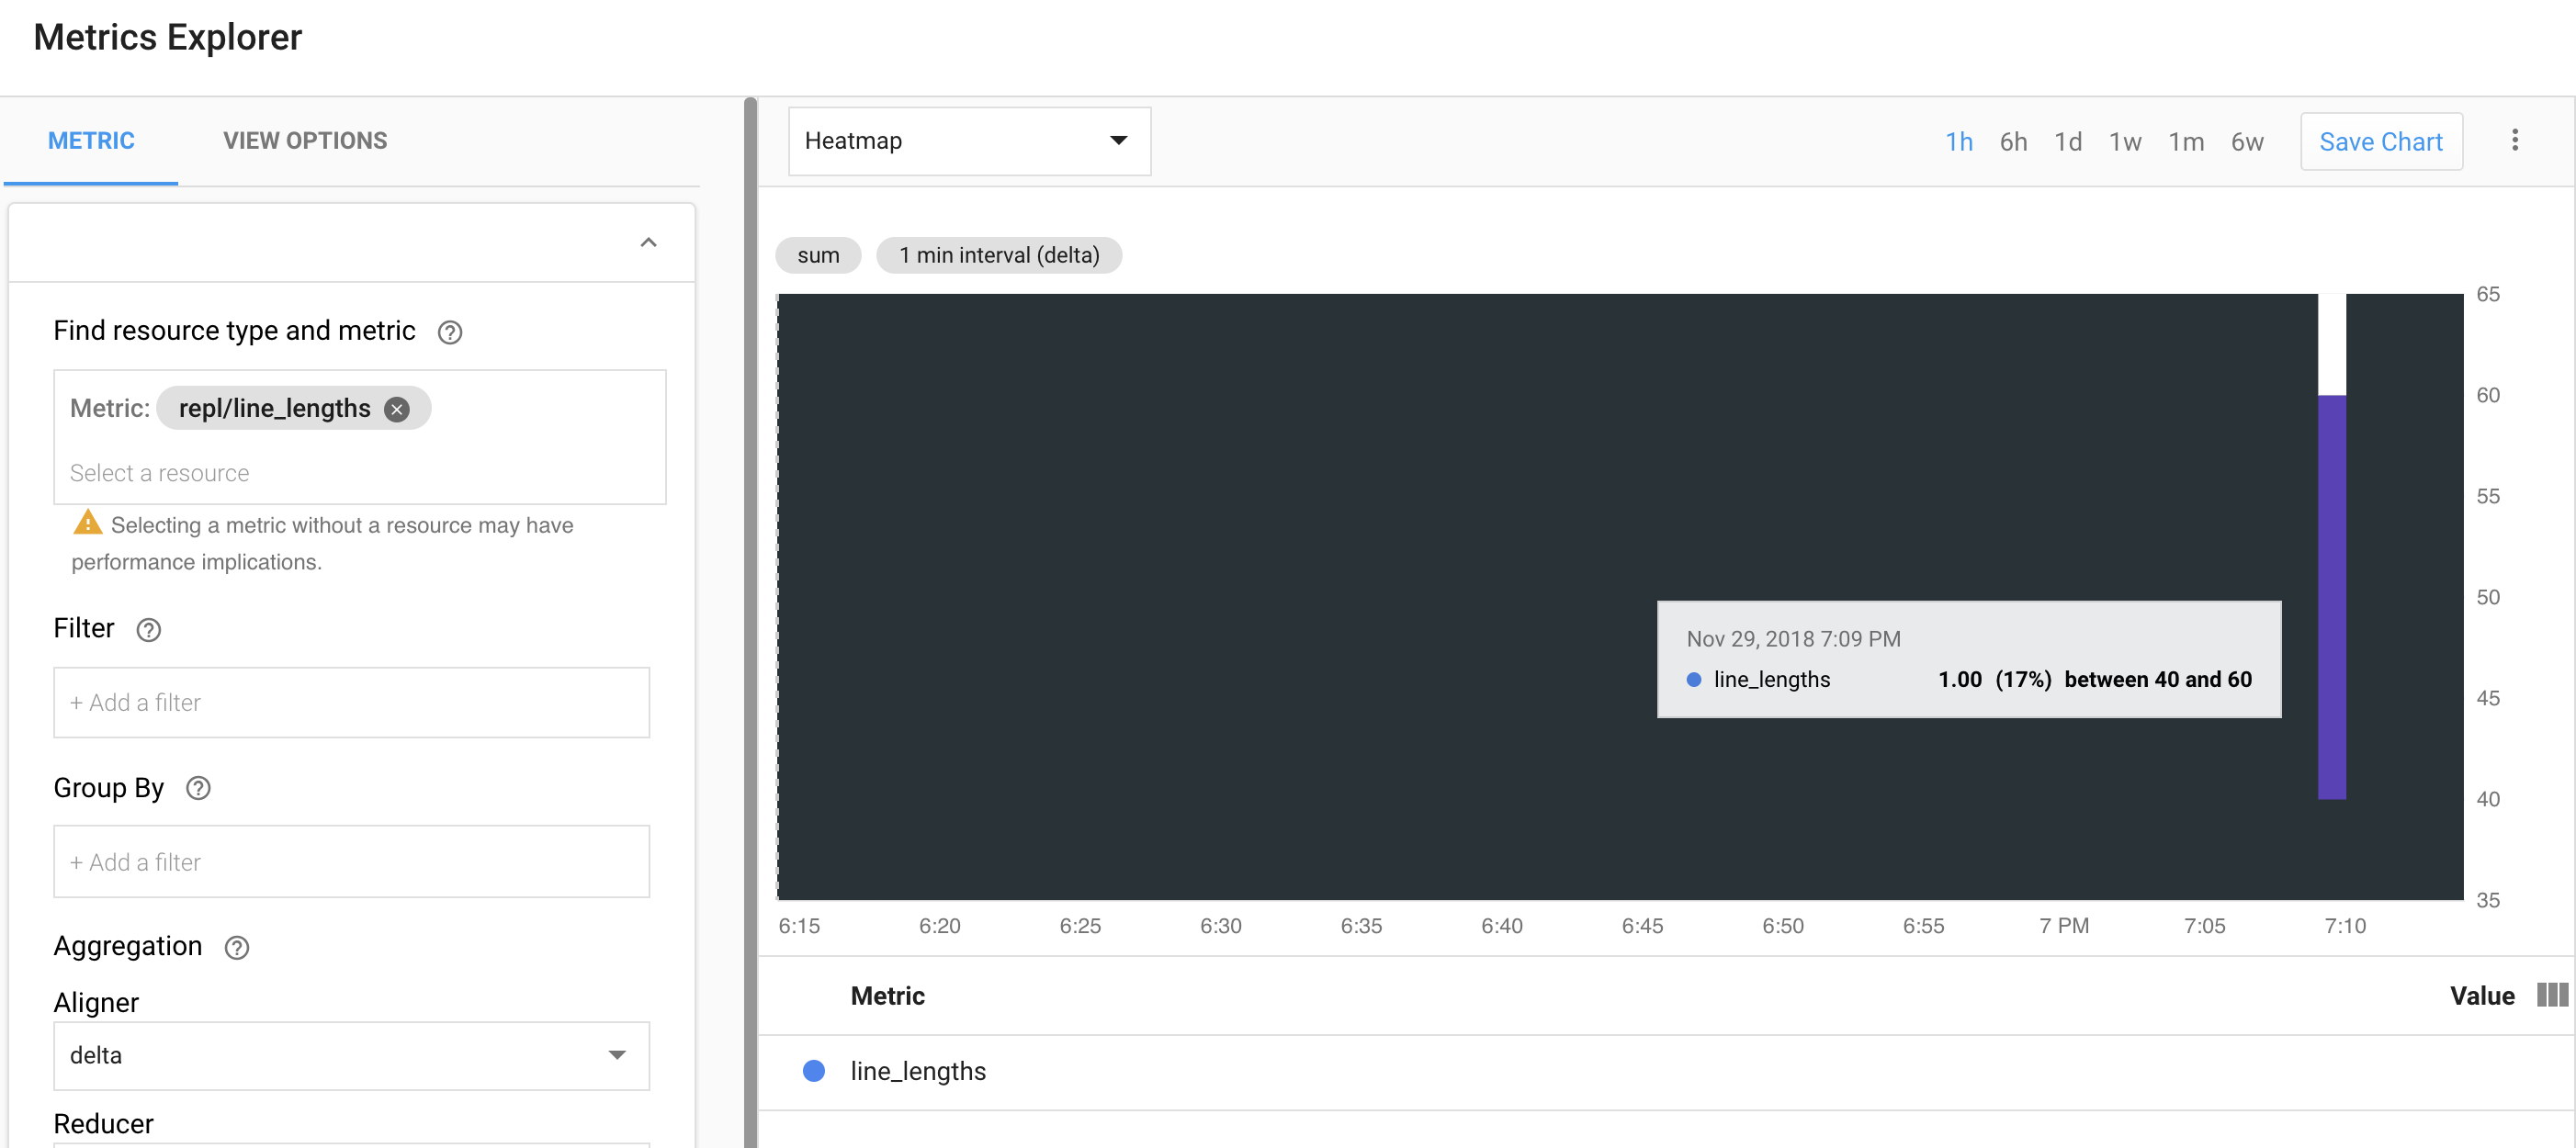 Metrics Explorer
METRIC
VIEW OPTIONS
Find resource type and metric
Metric: repl/line_lengths
Select a resource
Selecting a metric without a resource may have
performance implications.
Filter
+ Add a filter
Group By
+ Add a filter
Aggregation
Aligner
delta
Reducer
Heatmap
1h 6h 1d 1w 1m 6w Save Chart
sum 1 min interval (delta)
65
60
55
50
45
40
35
Nov 29, 2018 7:09 PM
line_lengths 1.00 (17%) between 40 and 60
6:15 6:20 6:25 6:30 6:35 6:40 6:45 6:50 6:55 7 PM 7:05 7:10
Metric Value
line_lengths